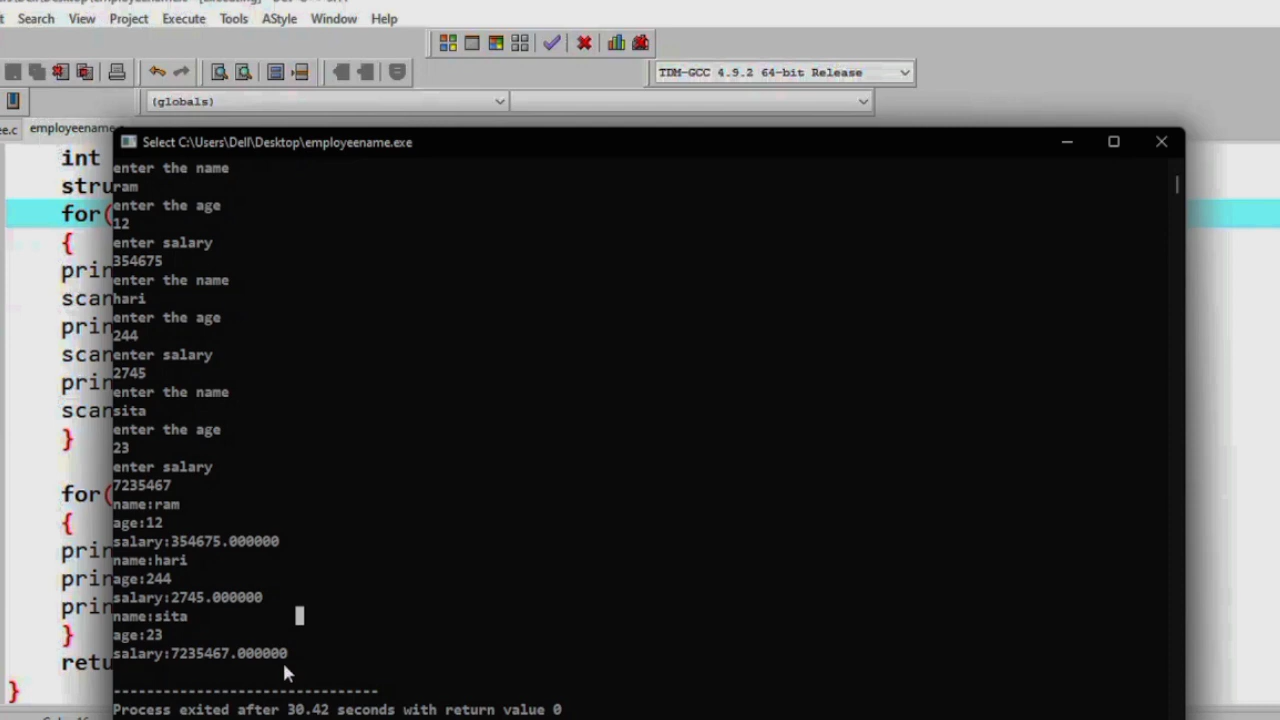 Search View Project Execute Tools AStyle Window Help
TDM-GCC 4.9.2 64-bit Release
(globals)
ee.c employeename.
Select C:\Users\Dell\Desktop\employeename.exe
int
stru
for(
{
prin
scan
prin
scan
prin
scan
}
for(
{
prin
prin
prin
}
retu
}
enter the name
ram
enter the age
12
enter salary
354675
enter the name
hari
enter the age
244
enter salary
2745
enter the name
sita
enter the age
23
enter salary
7235467
name:ram
age:12
salary:354675.000000
name:hari
age:244
salary:2745.000000
name:sita
age:23
salary:7235467.000000
--------------------------------
Process exited after 30.42 seconds with return value 0